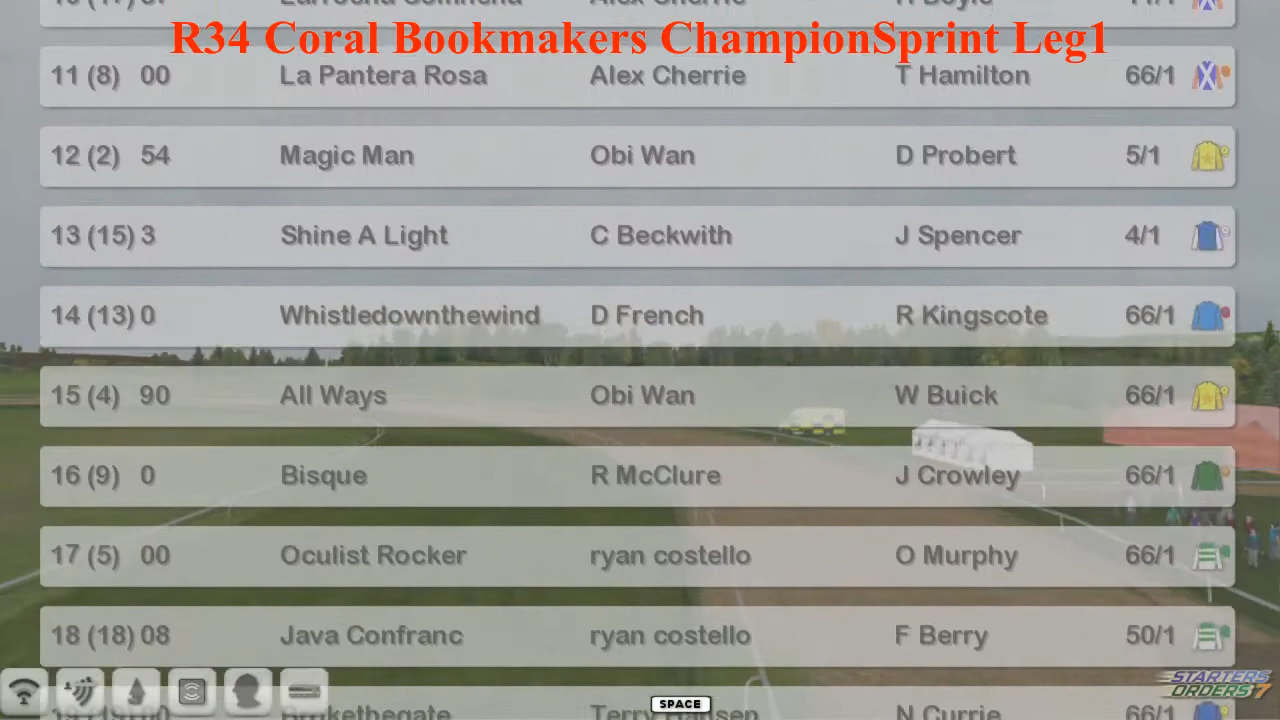 R34 Coral Bookmakers ChampionSprint Leg1
11 (8) 00 La Pantera Rosa Alex Cherrie T Hamilton 66/1
12 (2) 54 Magic Man Obi Wan D Probert 5/1
13 (15) 3 Shine A Light C Beckwith J Spencer 4/1
14 (13) 0 Whistledownthewind D French R Kingscote 66/1
15 (4) 90 All Ways Obi Wan W Buick 66/1
16 (9) 0 Bisque R McClure J Crowley 66/1
17 (5) 00 Oculist Rocker ryan costello O Murphy 66/1
18 (18) 08 Java Confranc ryan costello F Berry 50/1
Terry N Currie 66/1
SPACE
STARTERS ORDERS 7